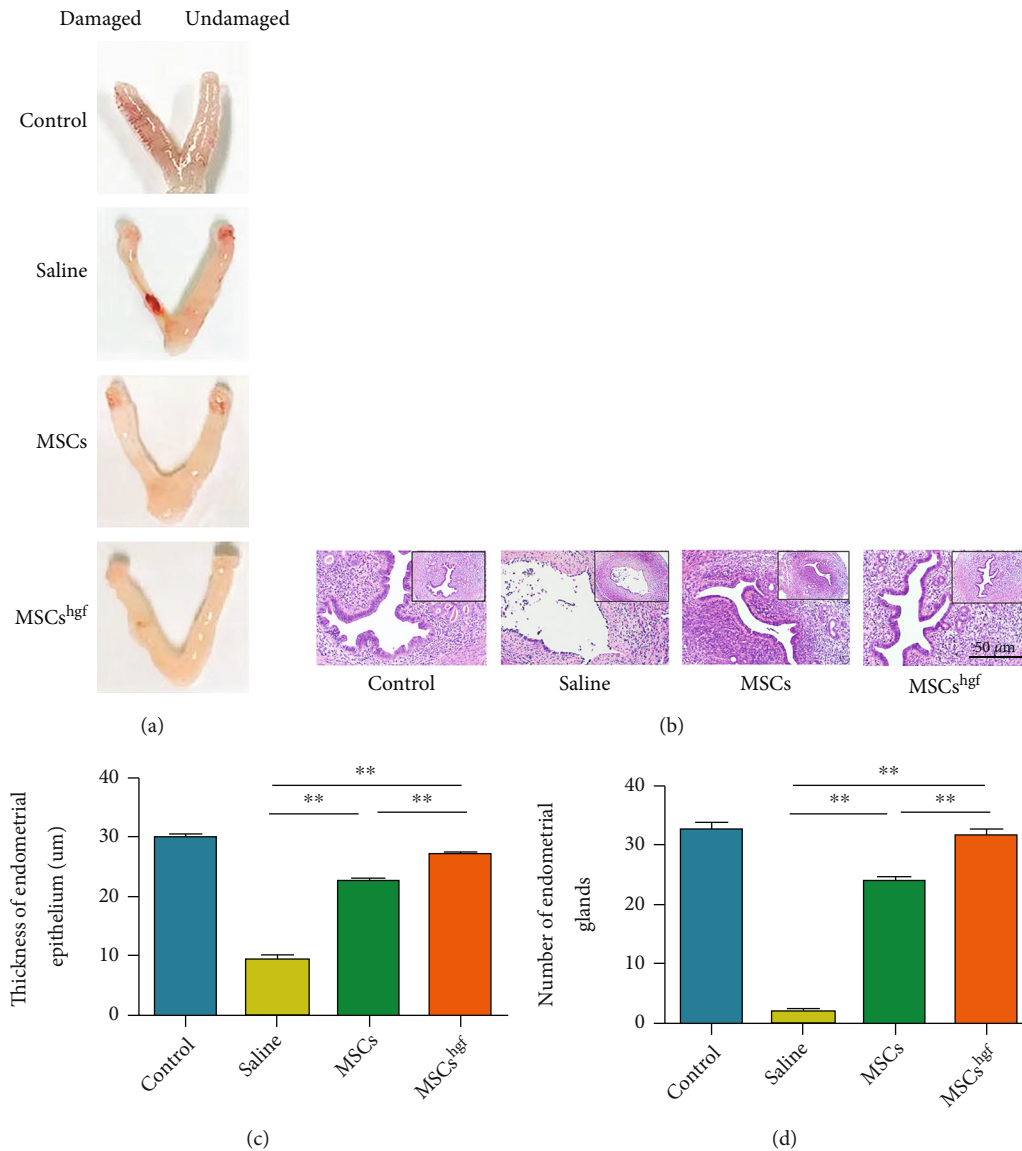 Damaged Undamaged
Control
Saline
MSCs
MSCs^hgf
(a)
50 μm
Control Saline MSCs MSCs^hgf
(b)
Thickness of endometrial
epithelium (um)
40
30
20
10
0
**
** **
Control Saline MSCs MSCs^hgf
(c)
Number of endometrial
glands
40
30
20
10
0
**
** **
Control Saline MSCs MSCs^hgf
(d)